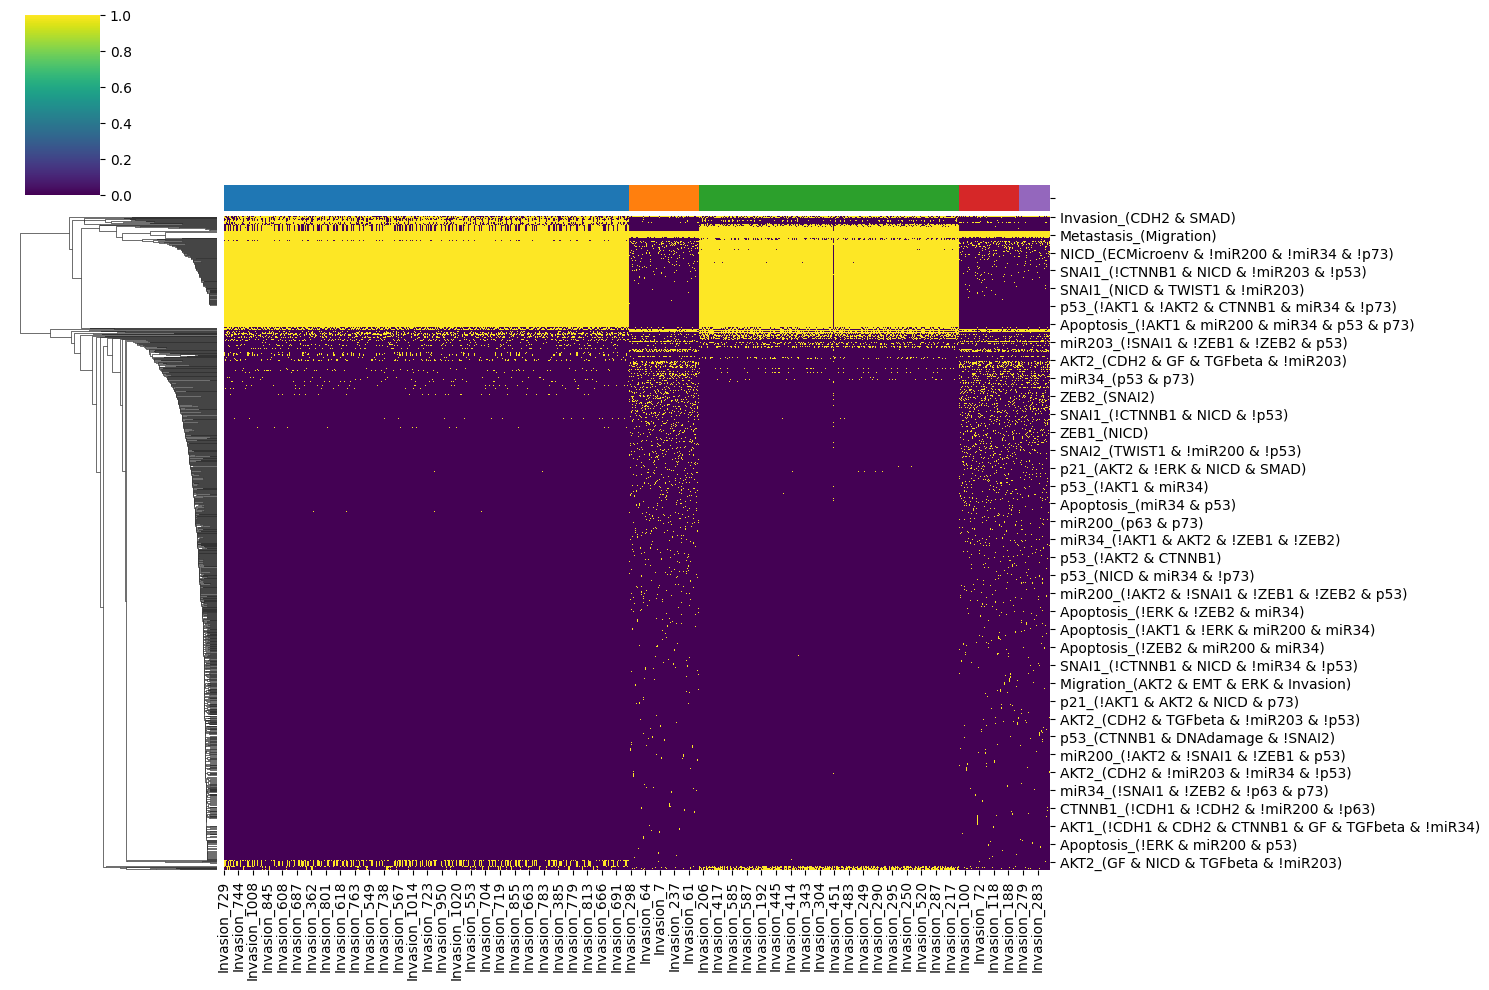 1.0
0.8
0.6
0.4
0.2
0.0
Invasion_(CDH2 & SMAD)
Metastasis_(Migration)
NICD_(ECMicroenv & !miR200 & !miR34 & !p73)
SNAI1_(!CTNNB1 & NICD & !miR203 & !p53)
SNAI1_(NICD & TWIST1 & !miR203)
p53_(!AKT1 & !AKT2 & CTNNB1 & miR34 & !p73)
Apoptosis_(!AKT1 & miR200 & miR34 & p53 & p73)
miR203_(!SNAI1 & !ZEB1 & !ZEB2 & p53)
AKT2_(CDH2 & GF & TGFbeta & !miR203)
miR34_(p53 & p73)
ZEB2_(SNAI2)
SNAI1_(!CTNNB1 & NICD & !p53)
ZEB1_(NICD)
SNAI2_(TWIST1 & !miR200 & !p53)
p21_(AKT2 & !ERK & NICD & SMAD)
p53_(!AKT1 & miR34)
Apoptosis_(miR34 & p53)
miR200_(p63 & p73)
miR34_(!AKT1 & AKT2 & !ZEB1 & !ZEB2)
p53_(!AKT2 & CTNNB1)
p53_(NICD & miR34 & !p73)
miR200_(!AKT2 & !SNAI1 & !ZEB1 & !ZEB2 & p53)
Apoptosis_(!ERK & !ZEB2 & miR34)
Apoptosis_(!AKT1 & !ERK & miR200 & miR34)
Apoptosis_(!ZEB2 & miR200 & miR34)
SNAI1_(!CTNNB1 & NICD & !miR34 & !p53)
Migration_(AKT2 & EMT & ERK & Invasion)
p21_(!AKT1 & AKT2 & NICD & p73)
AKT2_(CDH2 & TGFbeta & !miR203 & !p53)
p53_(CTNNB1 & DNAdamage & !SNAI2)
miR200_(!AKT2 & !SNAI1 & !ZEB1 & p53)
AKT2_(CDH2 & !miR203 & !miR34 & !p53)
miR34_(!SNAI1 & !ZEB2 & !p63 & p73)
CTNNB1_(!CDH1 & !CDH2 & !miR200 & !p63)
AKT1_(!CDH1 & CDH2 & CTNNB1 & GF & TGFbeta & !miR34)
Apoptosis_(!ERK & miR200 & p53)
AKT2_(GF & NICD & TGFbeta & !miR203)
Invasion_729
Invasion_744
Invasion_1008
Invasion_845
Invasion_608
Invasion_687
Invasion_362
Invasion_801
Invasion_618
Invasion_763
Invasion_549
Invasion_738
Invasion_567
Invasion_1014
Invasion_723
Invasion_950
Invasion_1020
Invasion_553
Invasion_704
Invasion_719
Invasion_855
Invasion_663
Invasion_783
Invasion_385
Invasion_779
Invasion_813
Invasion_666
Invasion_691
Invasion_298
Invasion_64
Invasion_7
Invasion_237
Invasion_61
Invasion_206
Invasion_417
Invasion_585
Invasion_587
Invasion_192
Invasion_445
Invasion_414
Invasion_343
Invasion_304
Invasion_451
Invasion_483
Invasion_249
Invasion_290
Invasion_295
Invasion_250
Invasion_520
Invasion_287
Invasion_217
Invasion_100
Invasion_72
Invasion_118
Invasion_188
Invasion_279
Invasion_283